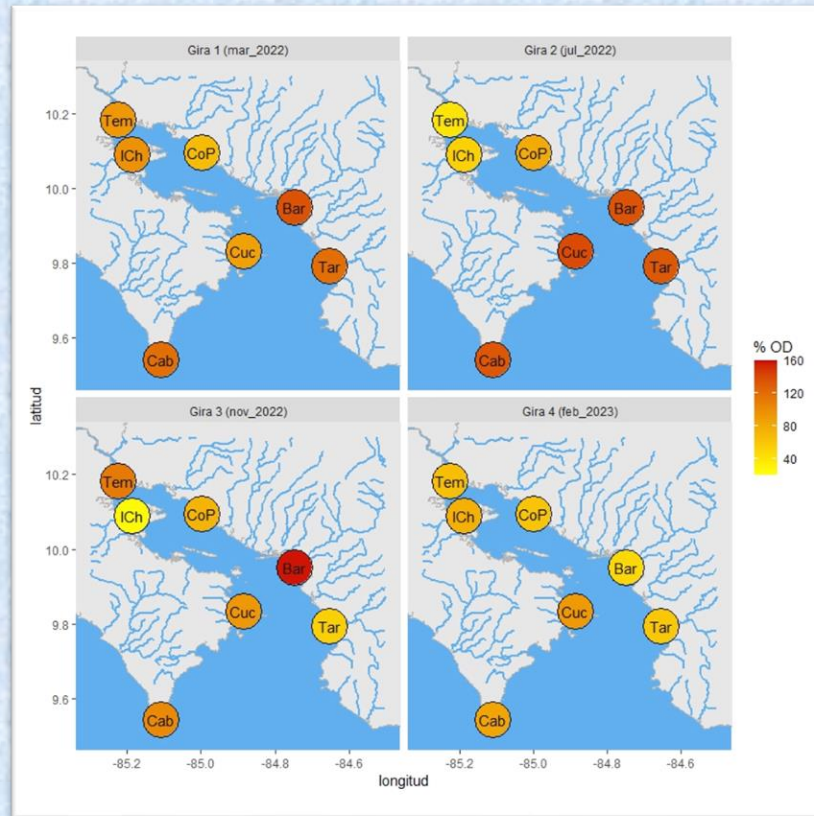 Gira 1 (mar_2022)
Gira 2 (jul_2022)
10.2
10.0
9.8
9.6
Tem
ICh
CoP
Bar
Cuc
Tar
Cab
Tem
ICh
CoP
Bar
Cuc
Tar
Cab
latitud
% OD
160
120
80
40
Gira 3 (nov_2022)
Gira 4 (feb_2023)
10.2
10.0
9.8
9.6
Tem
ICh
CoP
Bar
Cuc
Tar
Cab
Tem
ICh
CoP
Bar
Cuc
Tar
Cab
-85.2 -85.0 -84.8 -84.6
-85.2 -85.0 -84.8 -84.6
longitud